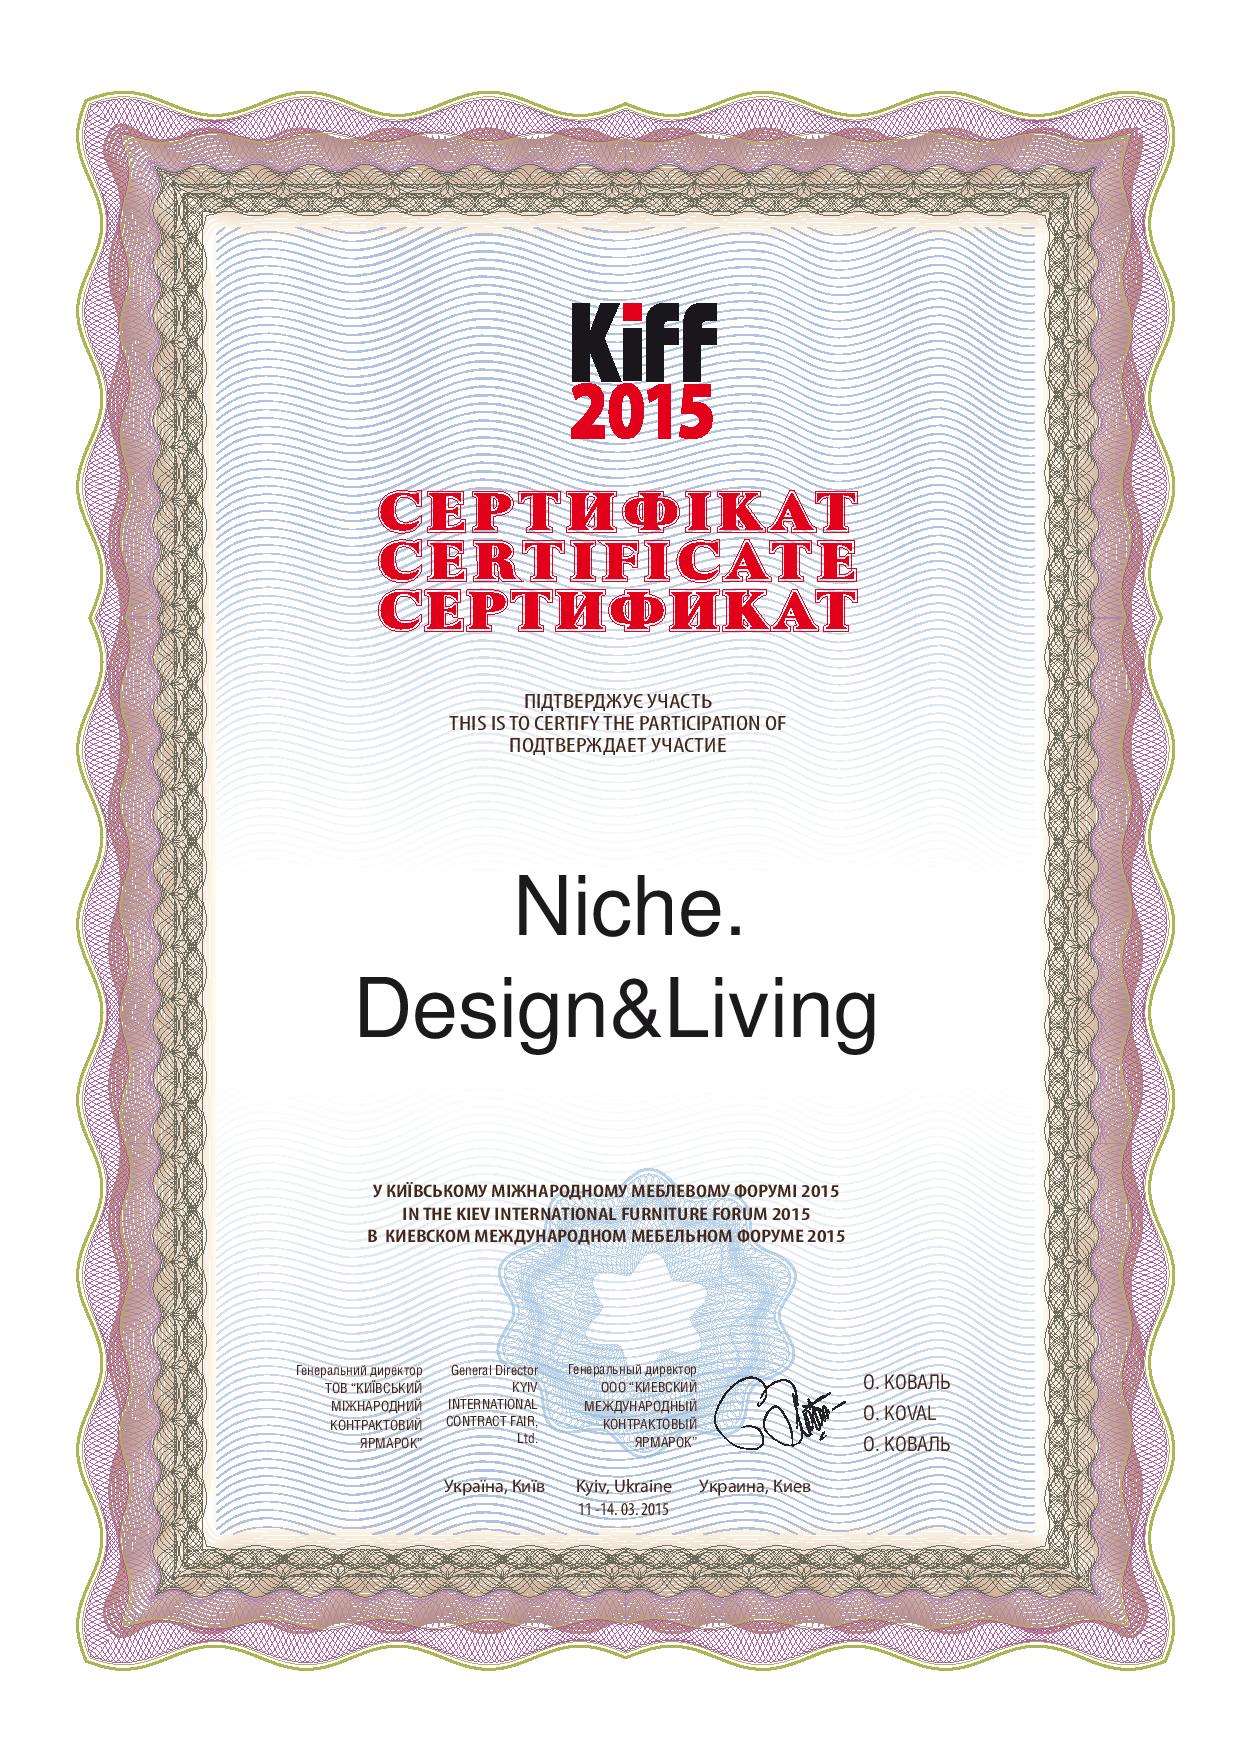 Kiff
2015
СЕРТИФІКАТ
CERTIFICATE
СЕРТИФИКАТ
ПІДТВЕРДЖУЄ УЧАСТЬ
THIS IS TO CERTIFY THE PARTICIPATION OF
ПОДТВЕРЖДАЕТ УЧАСТИЕ
Niche.
Design&Living
У КИЇВСЬКОМУ МІЖНАРОДНОМУ МЕБЛЕВОМУ ФОРУМІ 2015
IN THE KIEV INTERNATIONAL FURNITURE FORUM 2015
В КИЕВСКОМ МЕЖДУНАРОДНОМ МЕБЕЛЬНОМ ФОРУМЕ 2015
Генеральний директор
ТОВ “КИЇВСЬКИЙ
МІЖНАРОДНИЙ
КОНТРАКТОВИЙ
ЯРМАРОК”
General Director
KYIV
INTERNATIONAL
CONTRACT FAIR,
Ltd.
Генеральный директор
ООО “КИЕВСКИЙ
МЕЖДУНАРОДНЫЙ
КОНТРАКТОВЫЙ
ЯРМАРОК”
О. КОВАЛЬ
O. KOVAL
О. КОВАЛЬ
Україна, Київ Kyiv, Ukraine Украина, Киев
11 -14. 03. 2015